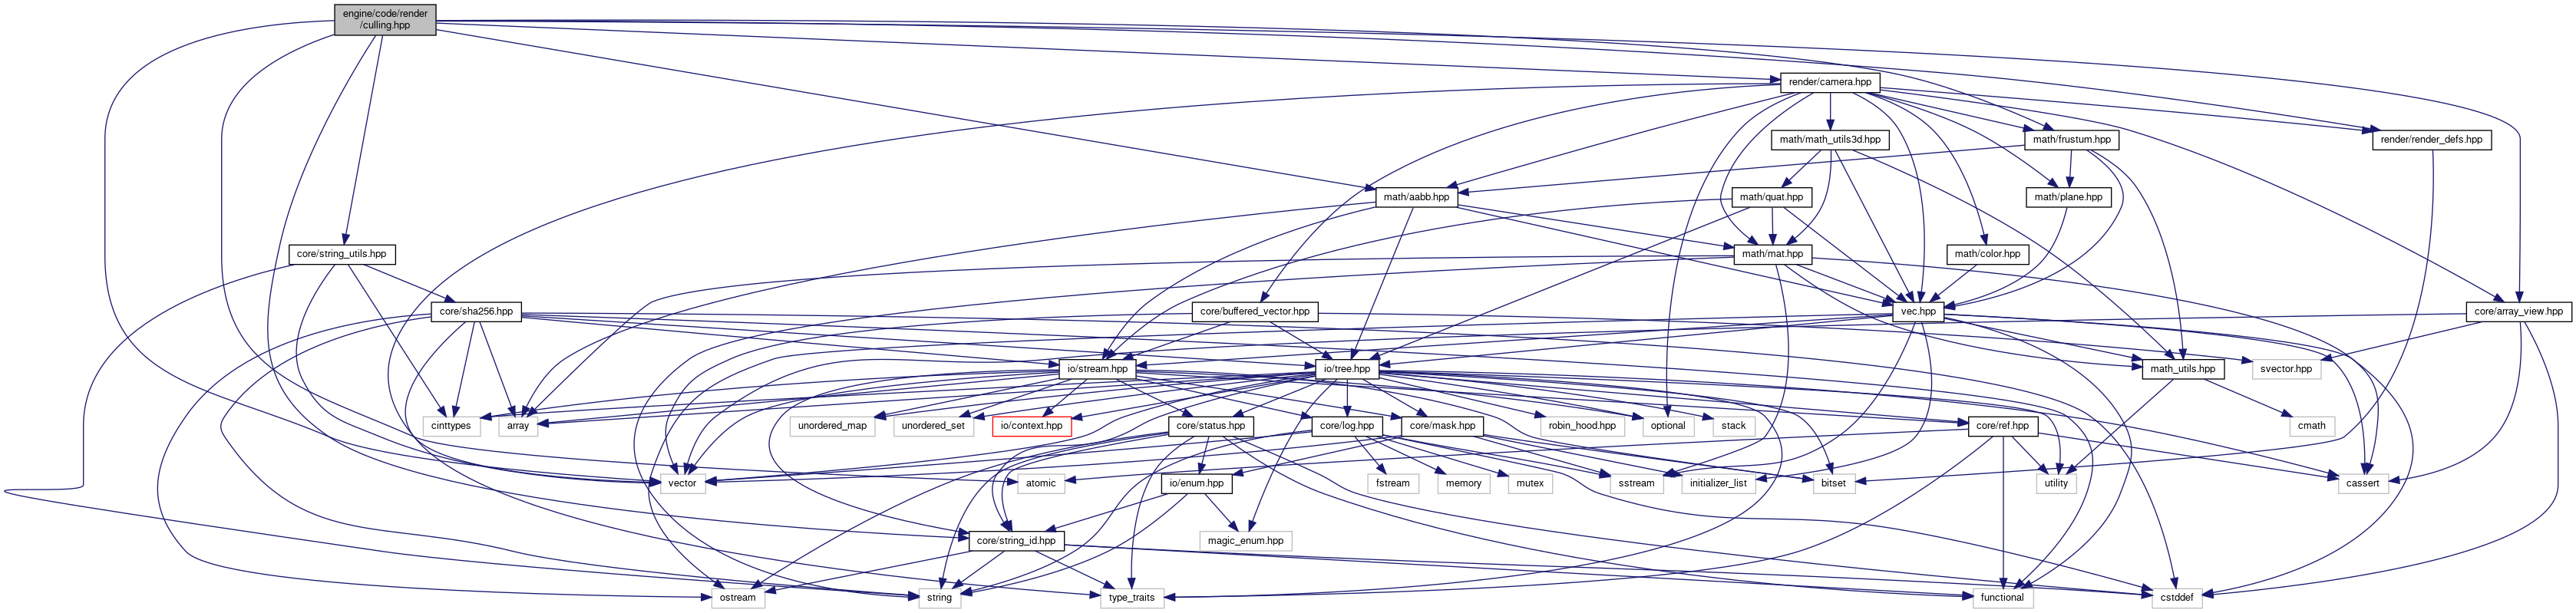 engine/code/render
/culling.hpp
render/camera.hpp
math/math_utils3d.hpp
math/frustum.hpp
render/render_defs.hpp
math/aabb.hpp
math/quat.hpp
math/plane.hpp
core/string_utils.hpp
math/mat.hpp
math/color.hpp
core/sha256.hpp
core/buffered_vector.hpp
vec.hpp
core/array_view.hpp
io/stream.hpp
io/tree.hpp
math_utils.hpp
svector.hpp
cinttypes
array
unordered_map
unordered_set
io/context.hpp
core/status.hpp
core/log.hpp
core/mask.hpp
robin_hood.hpp
optional
stack
core/ref.hpp
cmath
vector
atomic
io/enum.hpp
fstream
memory
mutex
sstream
initializer_list
bitset
utility
cassert
core/string_id.hpp
magic_enum.hpp
ostream
string
type_traits
functional
cstddef